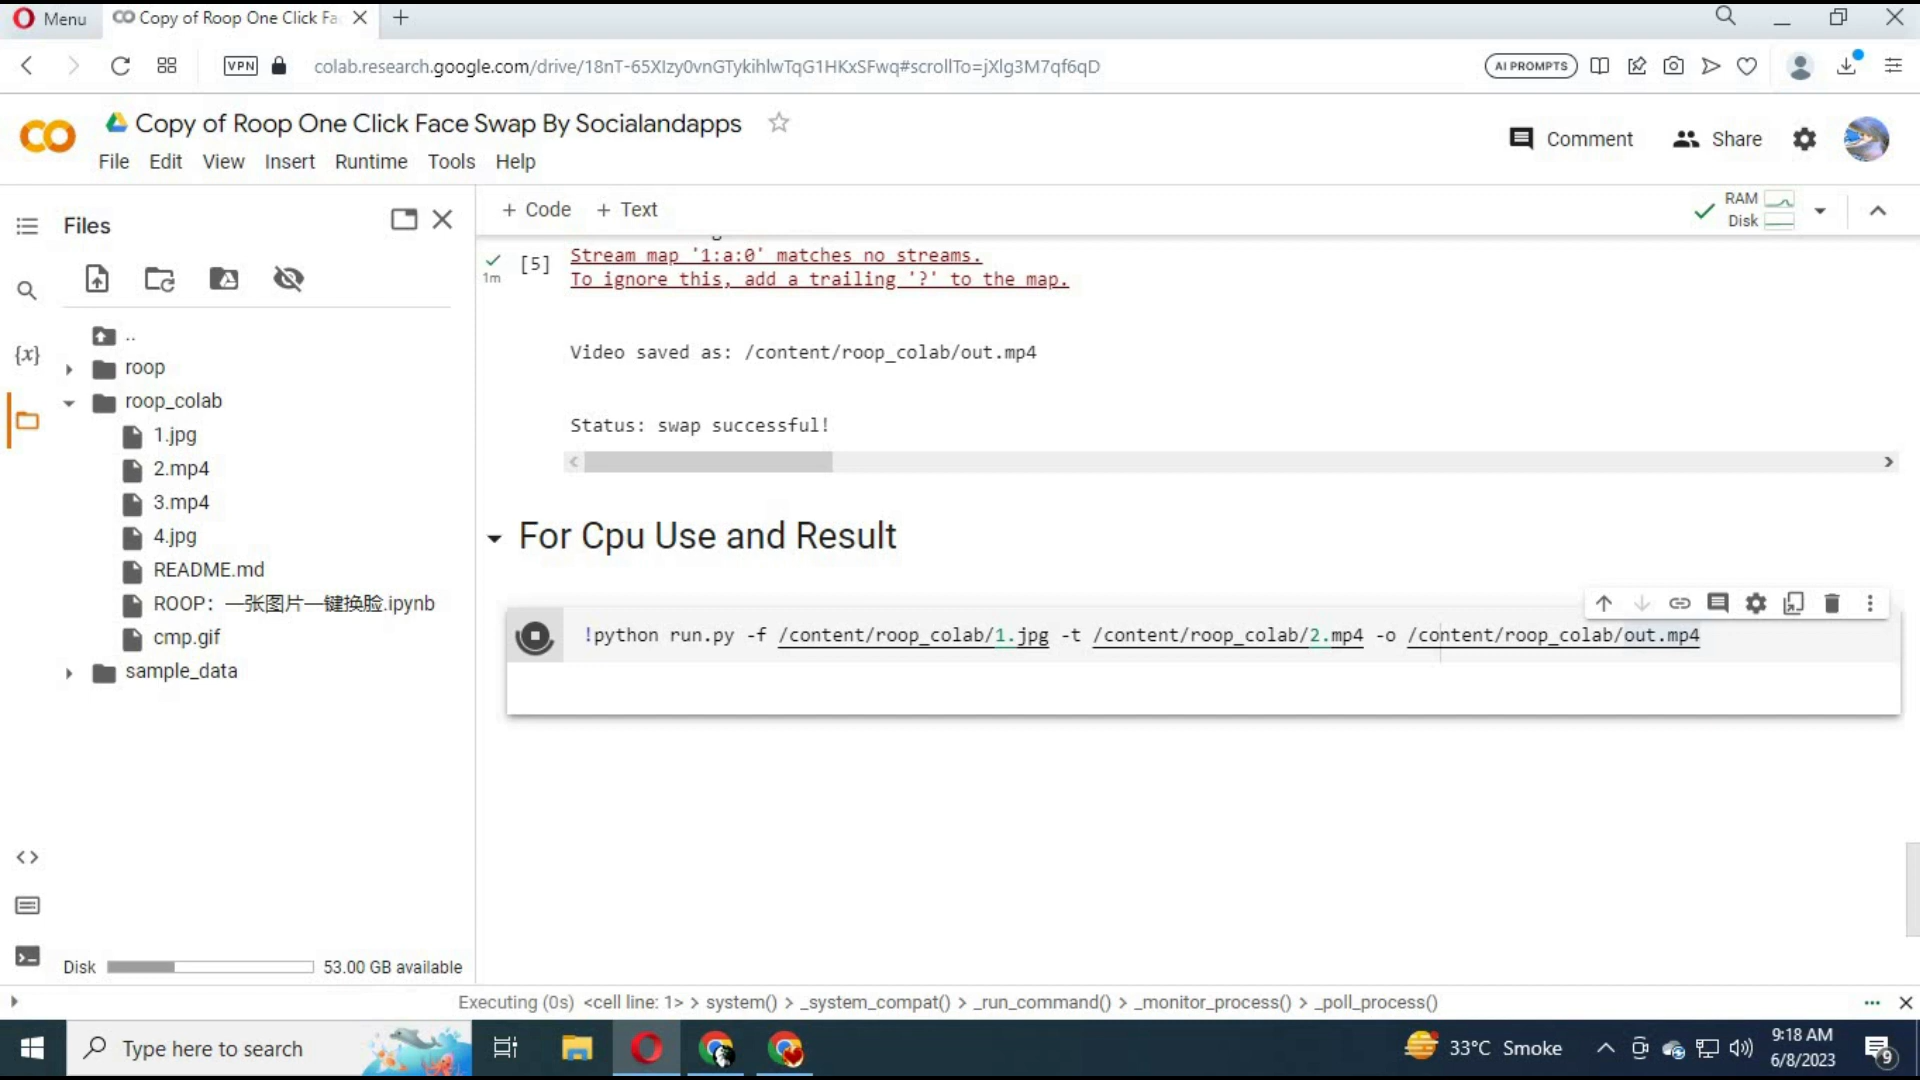 Menu
Copy of Roop One Click Fa
VPN
colab.research.google.com/drive/18nT-65XIzy0vnGTykihlwTqG1HKxSFwq#scrollTo=jXlg3M7qf6qD
AI PROMPTS
Copy of Roop One Click Face Swap By Socialandapps
File Edit View Insert Runtime Tools Help
Comment
Share
Files
+ Code + Text
RAM
Disk
{x}
..
roop
roop_colab
1.jpg
2.mp4
3.mp4
4.jpg
README.md
ROOP：一张图片一键换脸.ipynb
cmp.gif
sample_data
Disk 53.00 GB available
1m
[5]
Stream map '1:a:0' matches no streams.
To ignore this, add a trailing '?' to the map.
Video saved as: /content/roop_colab/out.mp4
Status: swap successful!
For Cpu Use and Result
!python run.py -f /content/roop_colab/1.jpg -t /content/roop_colab/2.mp4 -o /content/roop_colab/out.mp4
Executing (0s) <cell line: 1> > system() > _system_compat() > _run_command() > _monitor_process() > _poll_process()
Type here to search
33°C Smoke
9:18 AM
6/8/2023
9